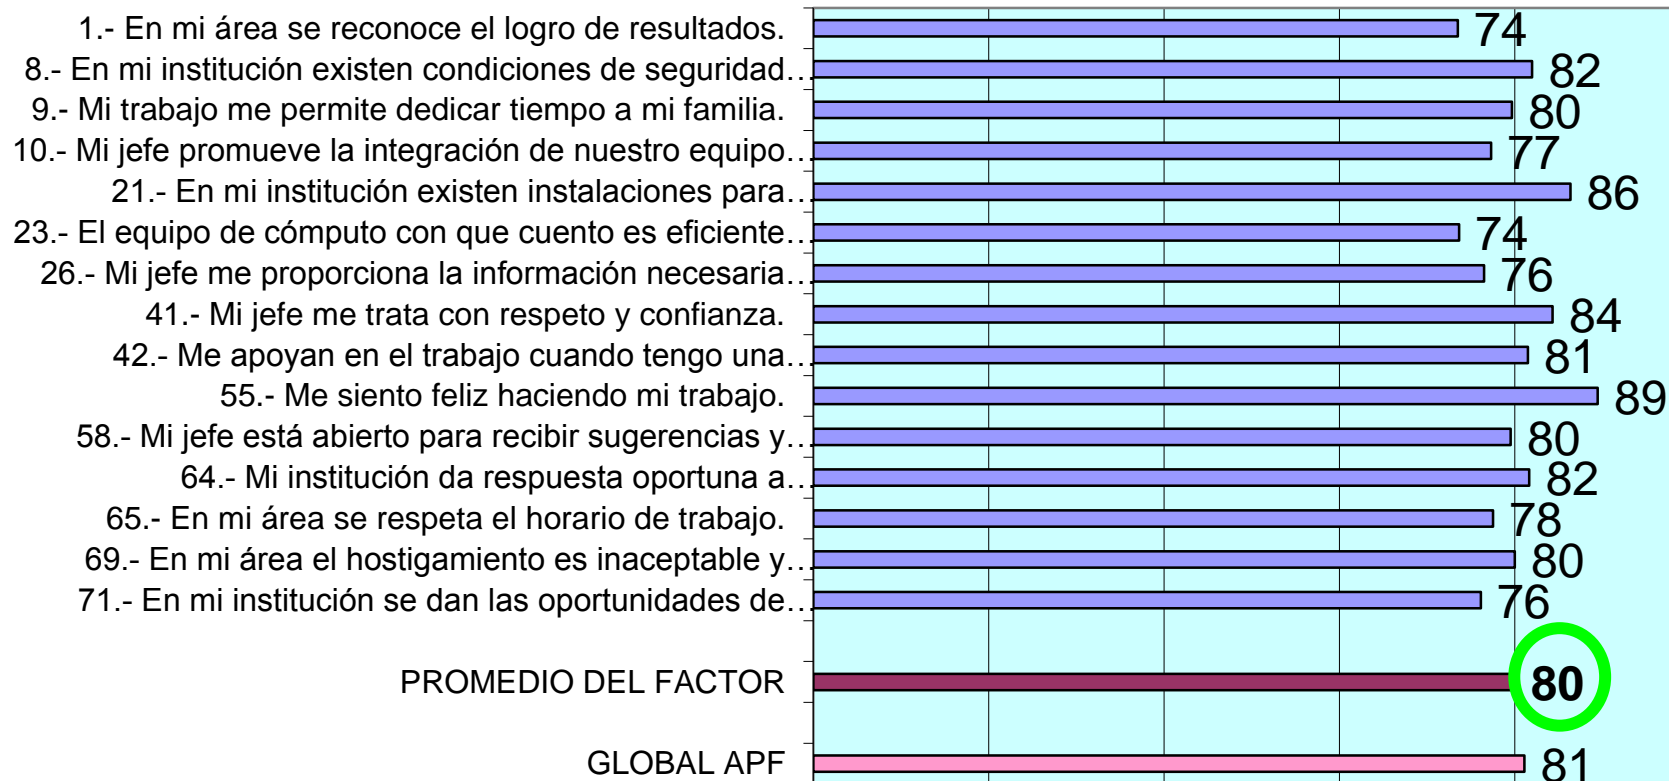 1.- En mi área se reconoce el logro de resultados. 74
8.- En mi institución existen condiciones de seguridad… 82
9.- Mi trabajo me permite dedicar tiempo a mi familia. 80
10.- Mi jefe promueve la integración de nuestro equipo… 77
21.- En mi institución existen instalaciones para… 86
23.- El equipo de cómputo con que cuento es eficiente… 74
26.- Mi jefe me proporciona la información necesaria… 76
41.- Mi jefe me trata con respeto y confianza. 84
42.- Me apoyan en el trabajo cuando tengo una… 81
55.- Me siento feliz haciendo mi trabajo. 89
58.- Mi jefe está abierto para recibir sugerencias y… 80
64.- Mi institución da respuesta oportuna a… 82
65.- En mi área se respeta el horario de trabajo. 78
69.- En mi área el hostigamiento es inaceptable y… 80
71.- En mi institución se dan las oportunidades de… 76
PROMEDIO DEL FACTOR 80
GLOBAL APF 81